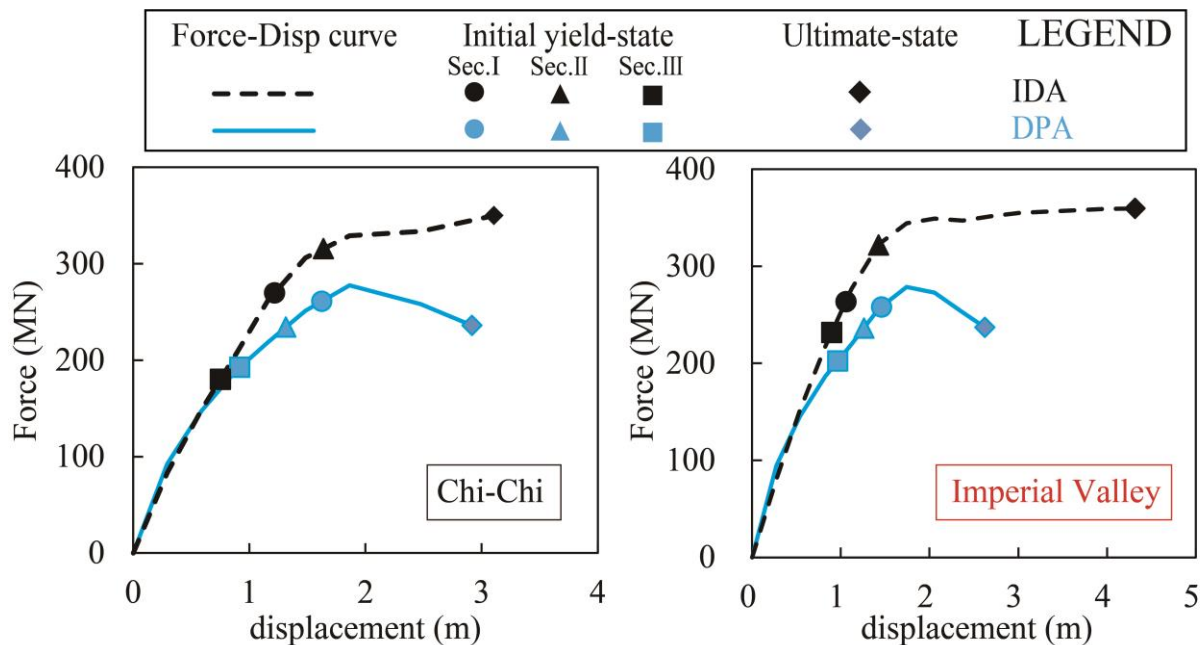 Force-Disp curve Initial yield-state Ultimate-state LEGEND
Sec.I Sec.II Sec.III
IDA
DPA
400
300
200
100
0
0 1 2 3 4
Force (MN)
displacement (m)
Chi-Chi
400
300
200
100
0
0 1 2 3 4 5
Force (MN)
displacement (m)
Imperial Valley